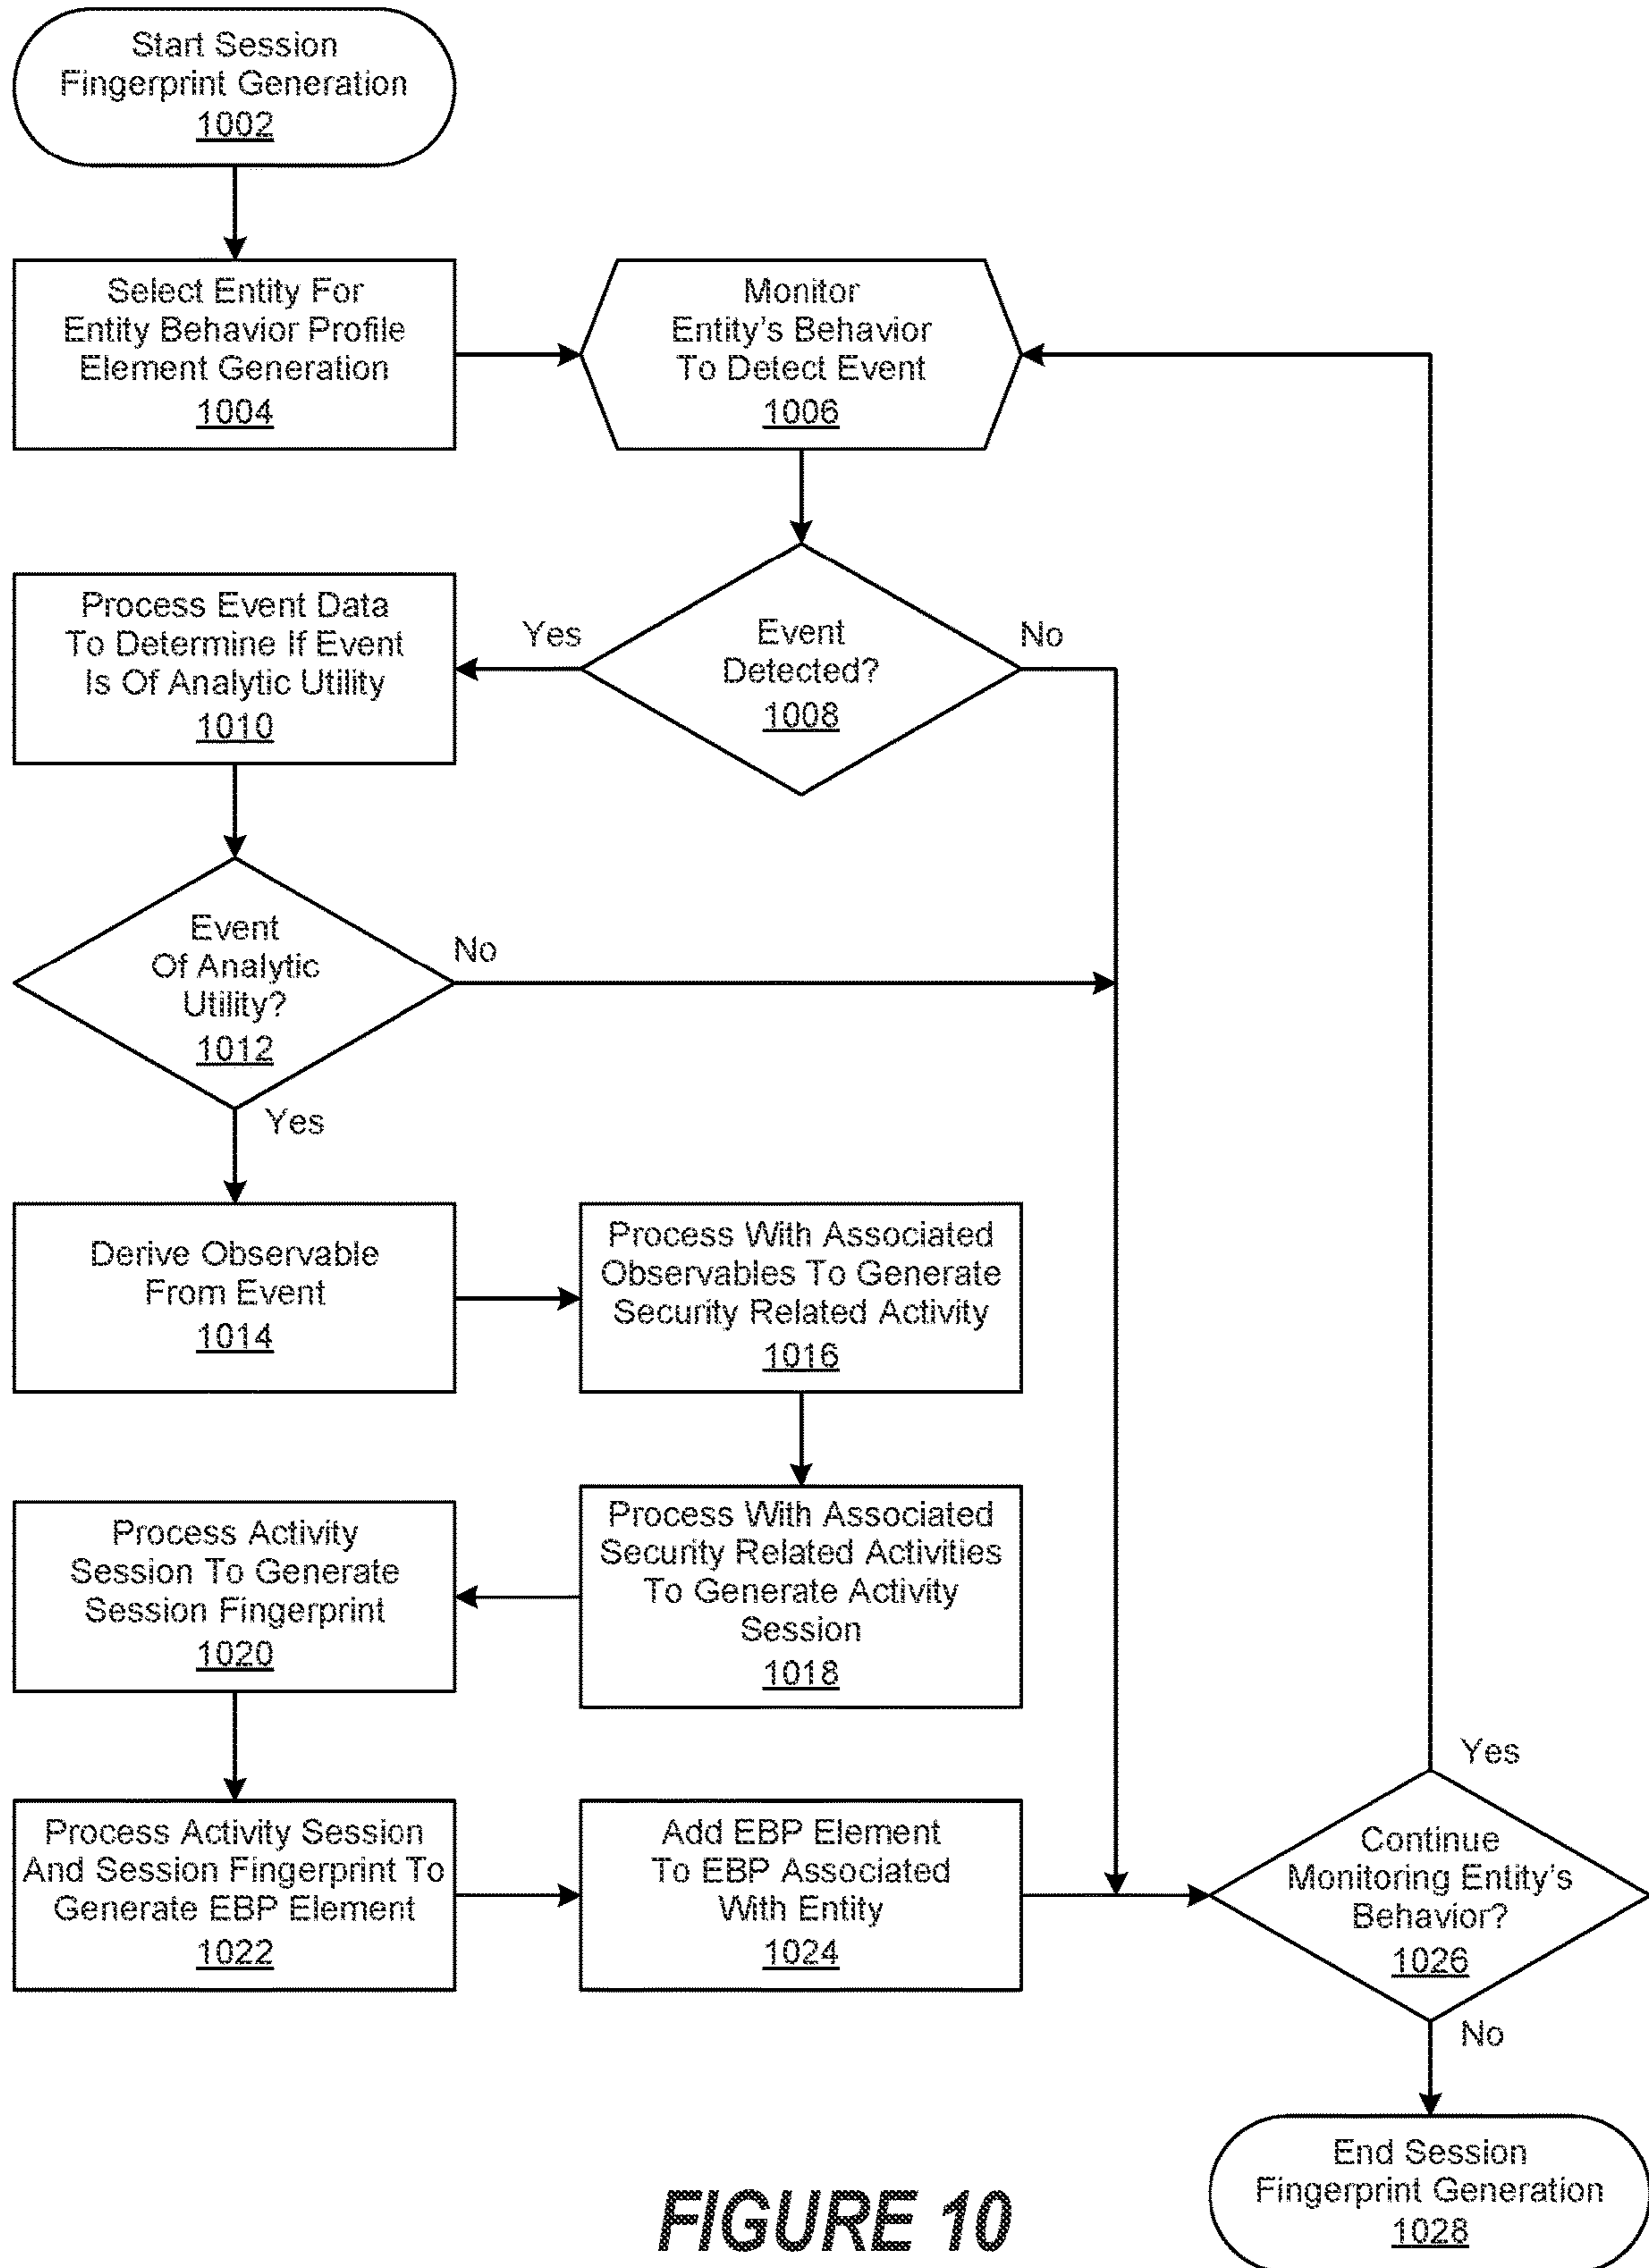 Start Session
Fingerprint Generation
1002
Select Entity For
Entity Behavior Profile
Element Generation
1004
Monitor
Entity's Behavior
To Detect Event
1006
Process Event Data
To Determine If Event
Is Of Analytic Utility
1010
Yes
Event
Detected?
1008
No
Event
Of Analytic
Utility?
1012
No
Yes
Derive Observable
From Event
1014
Process With Associated
Observables To Generate
Security Related Activity
1016
Process Activity
Session To Generate
Session Fingerprint
1020
Process With Associated
Security Related Activities
To Generate Activity
Session
1018
Process Activity Session
And Session Fingerprint To
Generate EBP Element
1022
Add EBP Element
To EBP Associated
With Entity
1024
Yes
Continue
Monitoring Entity's
Behavior?
1026
No
End Session
Fingerprint Generation
1028
FIGURE 10